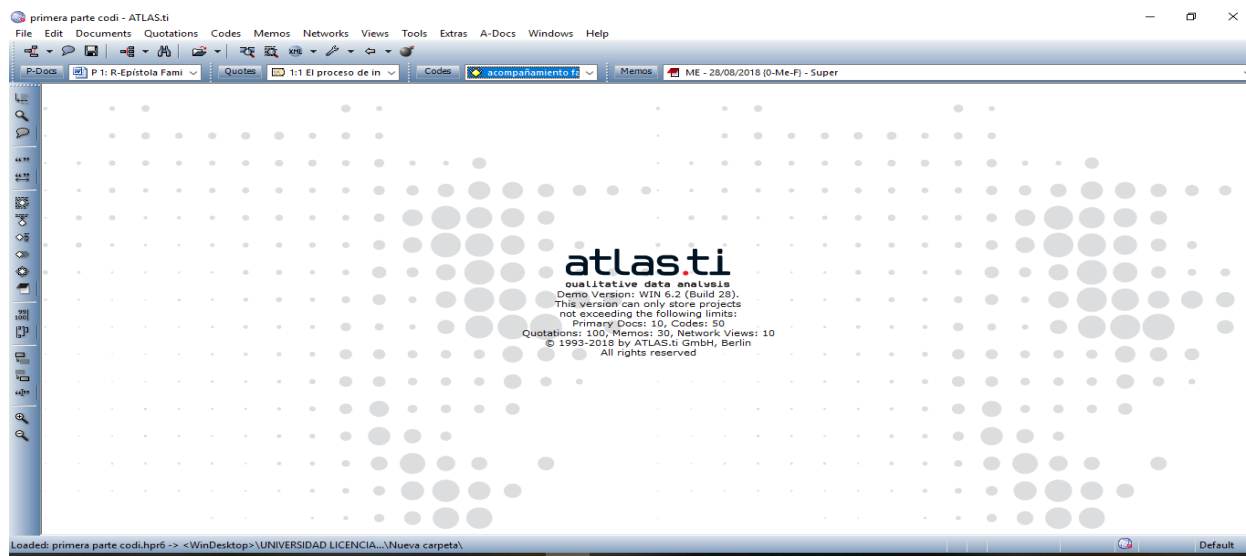 primera parte codi - ATLAS.ti
File Edit Documents Quotations Codes Memos Networks Views Tools Extras A-Docs Windows Help
P-Docs P 1: R-Epístola Fami Quotes 1:1 El proceso de in Codes acompañamiento fa Memos ME - 28/08/2018 (0-Me-F) - Super
atlas.ti
qualitative data analysis
Demo Version: WIN 6.2 (Build 28).
This version can only store projects
not exceeding the following limits:
Primary Docs: 10, Codes: 50
Quotations: 100, Memos: 30, Network Views: 10
© 1993-2018 by ATLAS.ti GmbH, Berlin
All rights reserved
Loaded: primera parte codi.hpr6 -> <WinDesktop>\UNIVERSIDAD LICENCIA...\Nueva carpeta\ Default